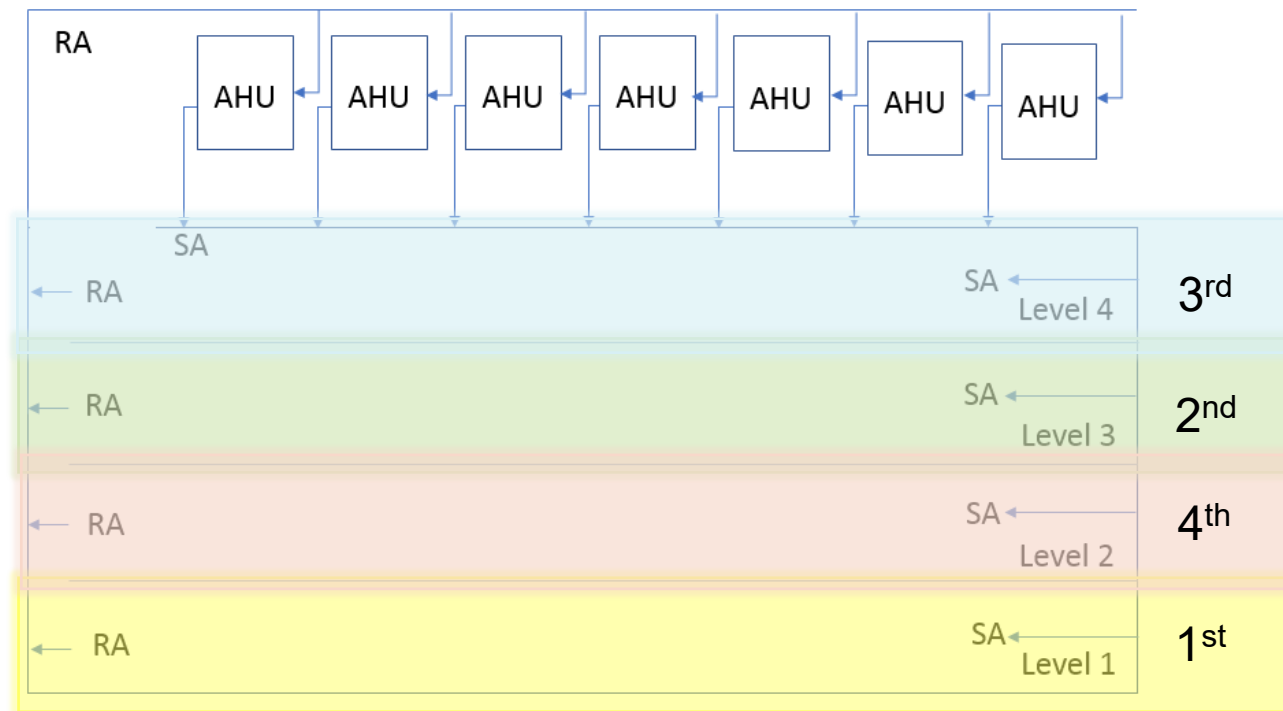 RA
AHU AHU AHU AHU AHU AHU AHU
SA
RA SA
Level 4
3rd
RA SA
Level 3
2nd
RA SA
Level 2
4th
RA SA
Level 1
1st